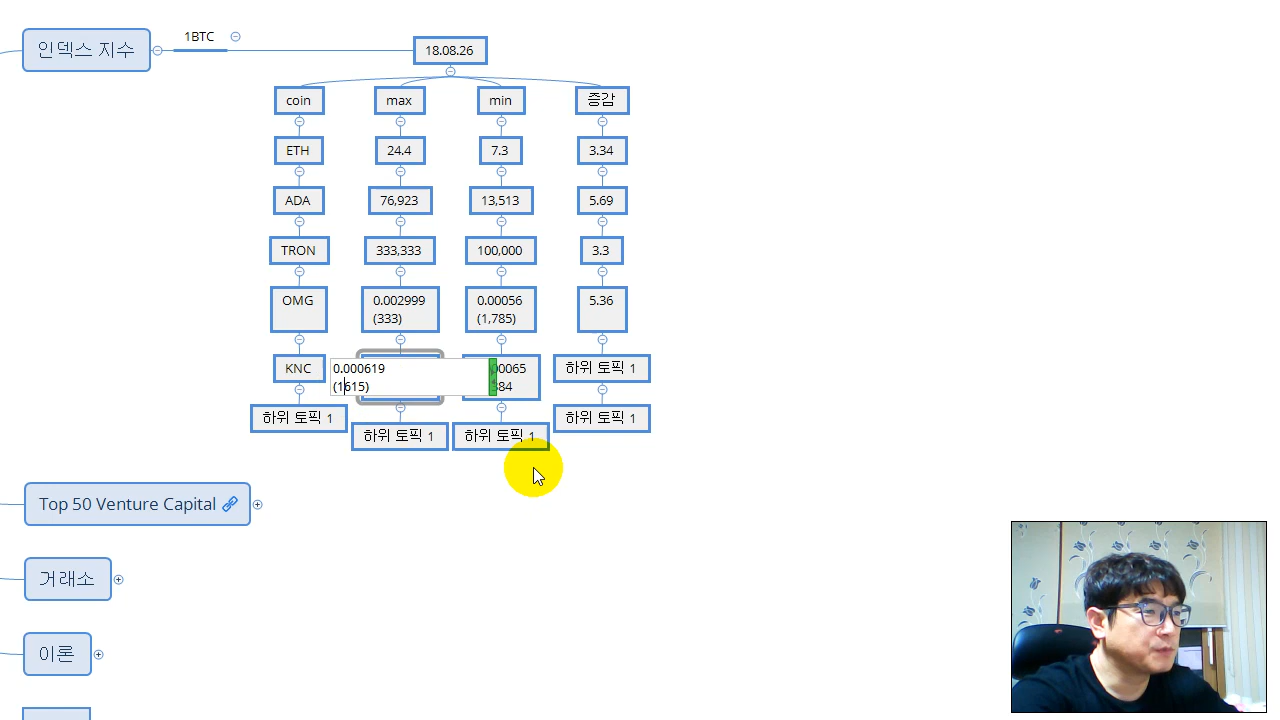 인덱스 지수
1BTC
18.08.26
coin
max
min
증감
ETH
24.4
7.3
3.34
ADA
76,923
13,513
5.69
TRON
333,333
100,000
3.3
OMG
0.002999
(333)
0.00056
(1,785)
5.36
KNC
0.000619
(1615)
00065
384
하위 토픽 1
하위 토픽 1
하위 토픽 1
하위 토픽 1
하위 토픽 1
Top 50 Venture Capital
거래소
이론